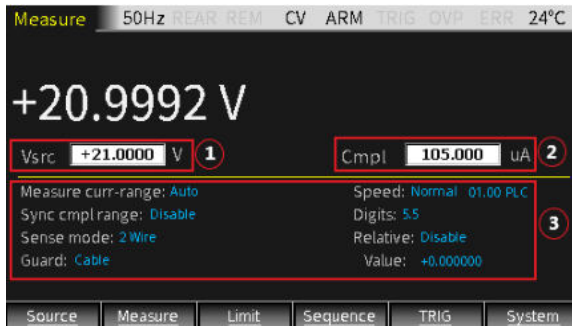 Measure 50Hz REAR REM CV ARM TRIG OVP ERR 24°C
+20.9992 V
Vsrc +21.0000 V 1 Cmpl 105.000 uA 2
Measure curr-range: Auto Speed: Normal 01.00 PLC
Sync cmpl range: Disable Digits: 5.5
Sense mode: 2 Wire Relative: Disable
3
Guard: Cable Value: +0.000000
Source Measure Limit Sequence TRIG System